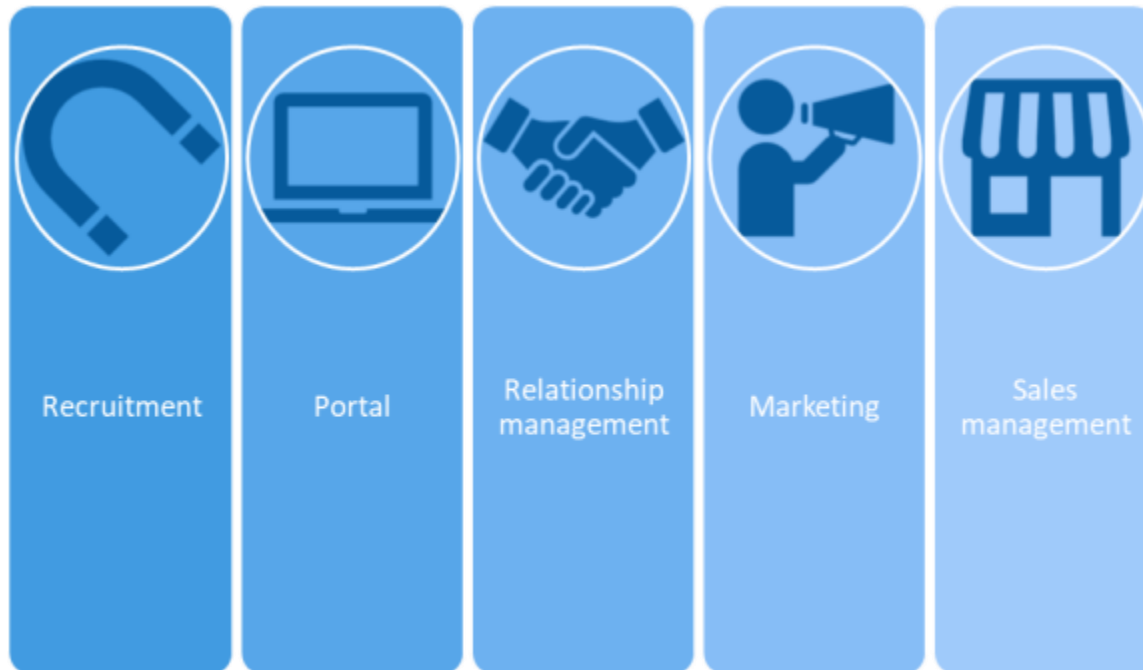 Recruitment
Portal
Relationship
management
Marketing
Sales
management